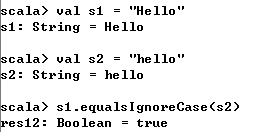 scala> val s1 = "Hello"
s1: String = Hello
scala> val s2 = "hello"
s2: String = hello
scala> s1.equalsIgnoreCase(s2)
res12: Boolean = true